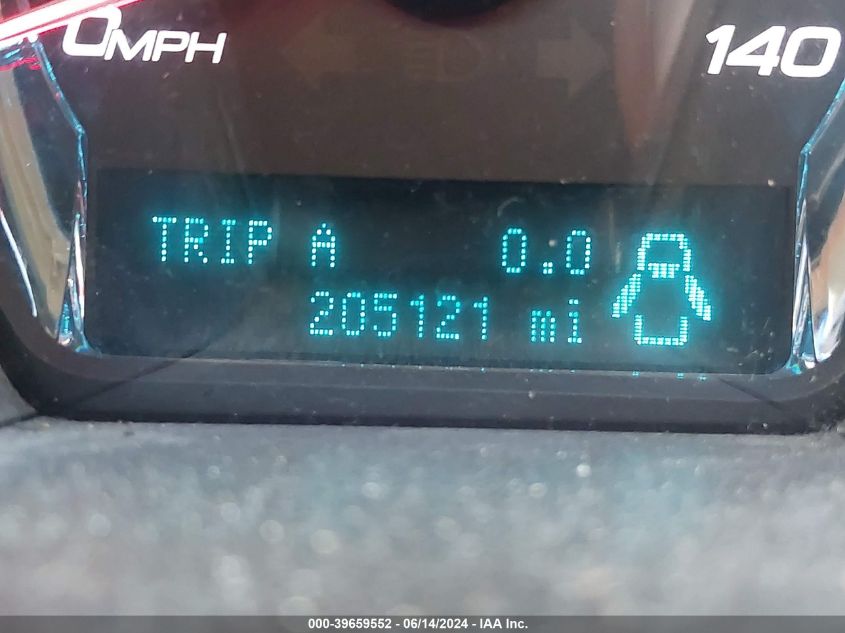 0MPH
140
TRIP A 0.0
205121 mi
000-39659552 - 06/14/2024 - IAA Inc.